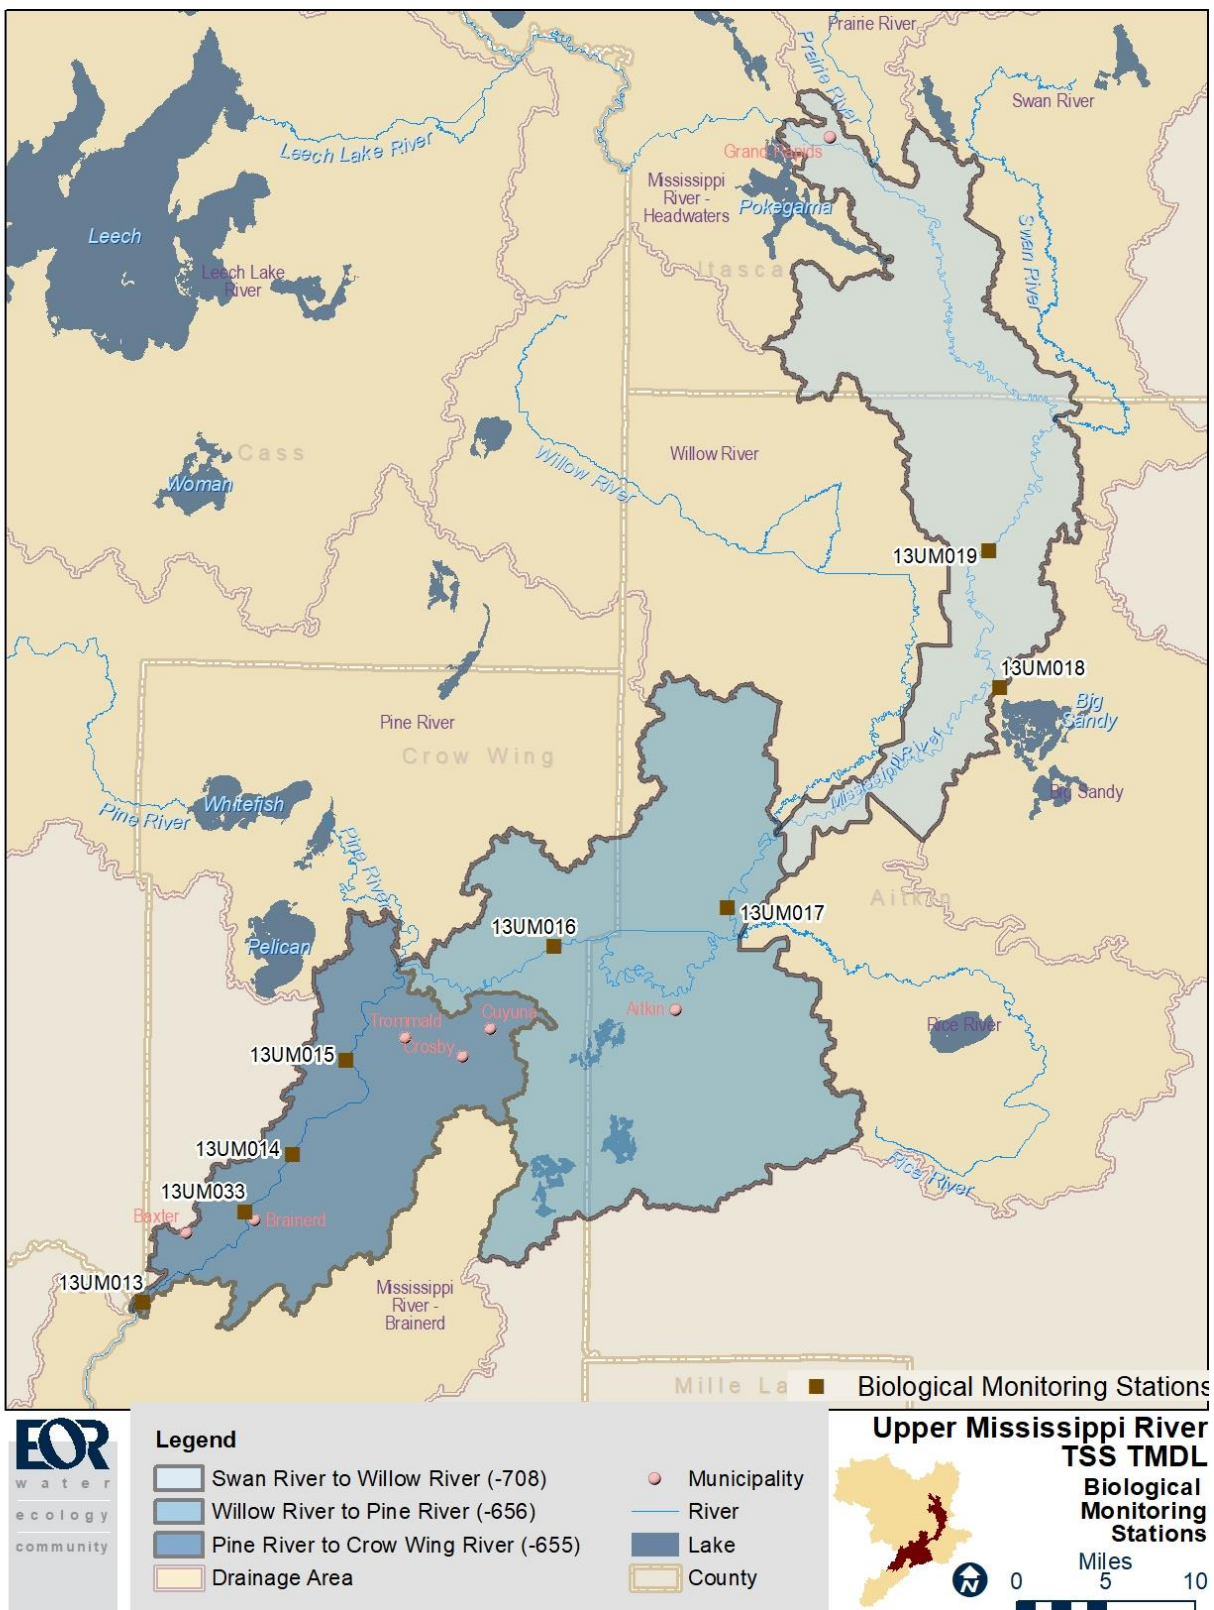 Prairie River
Prairie River
Swan River
Leech Lake River
Grand Rapids
Mississippi
River -
Headwaters
Pokegama
Leech
Swan River
Leech Lake
River
Itasca
Cass
Willow River
Willow River
Woman
13UM019
13UM018
Big
Sandy
Pine River
Crow Wing
Mississippi River
Big Sandy
Whitefish
Pine River
Pine River
Aitkin
13UM017
13UM016
Pelican
Aitkin
Cuyuna
Trommald
Crosby
Rice River
13UM015
13UM014
Rice River
13UM033
Baxter
Brainerd
13UM013
Mississippi
River -
Brainerd
Mille La
Biological Monitoring Stations
EOR
water
ecology
community
Legend
Swan River to Willow River (-708)
Willow River to Pine River (-656)
Pine River to Crow Wing River (-655)
Drainage Area
Municipality
River
Lake
County
Upper Mississippi River
TSS TMDL
Biological
Monitoring
Stations
N
Miles
0 5 10